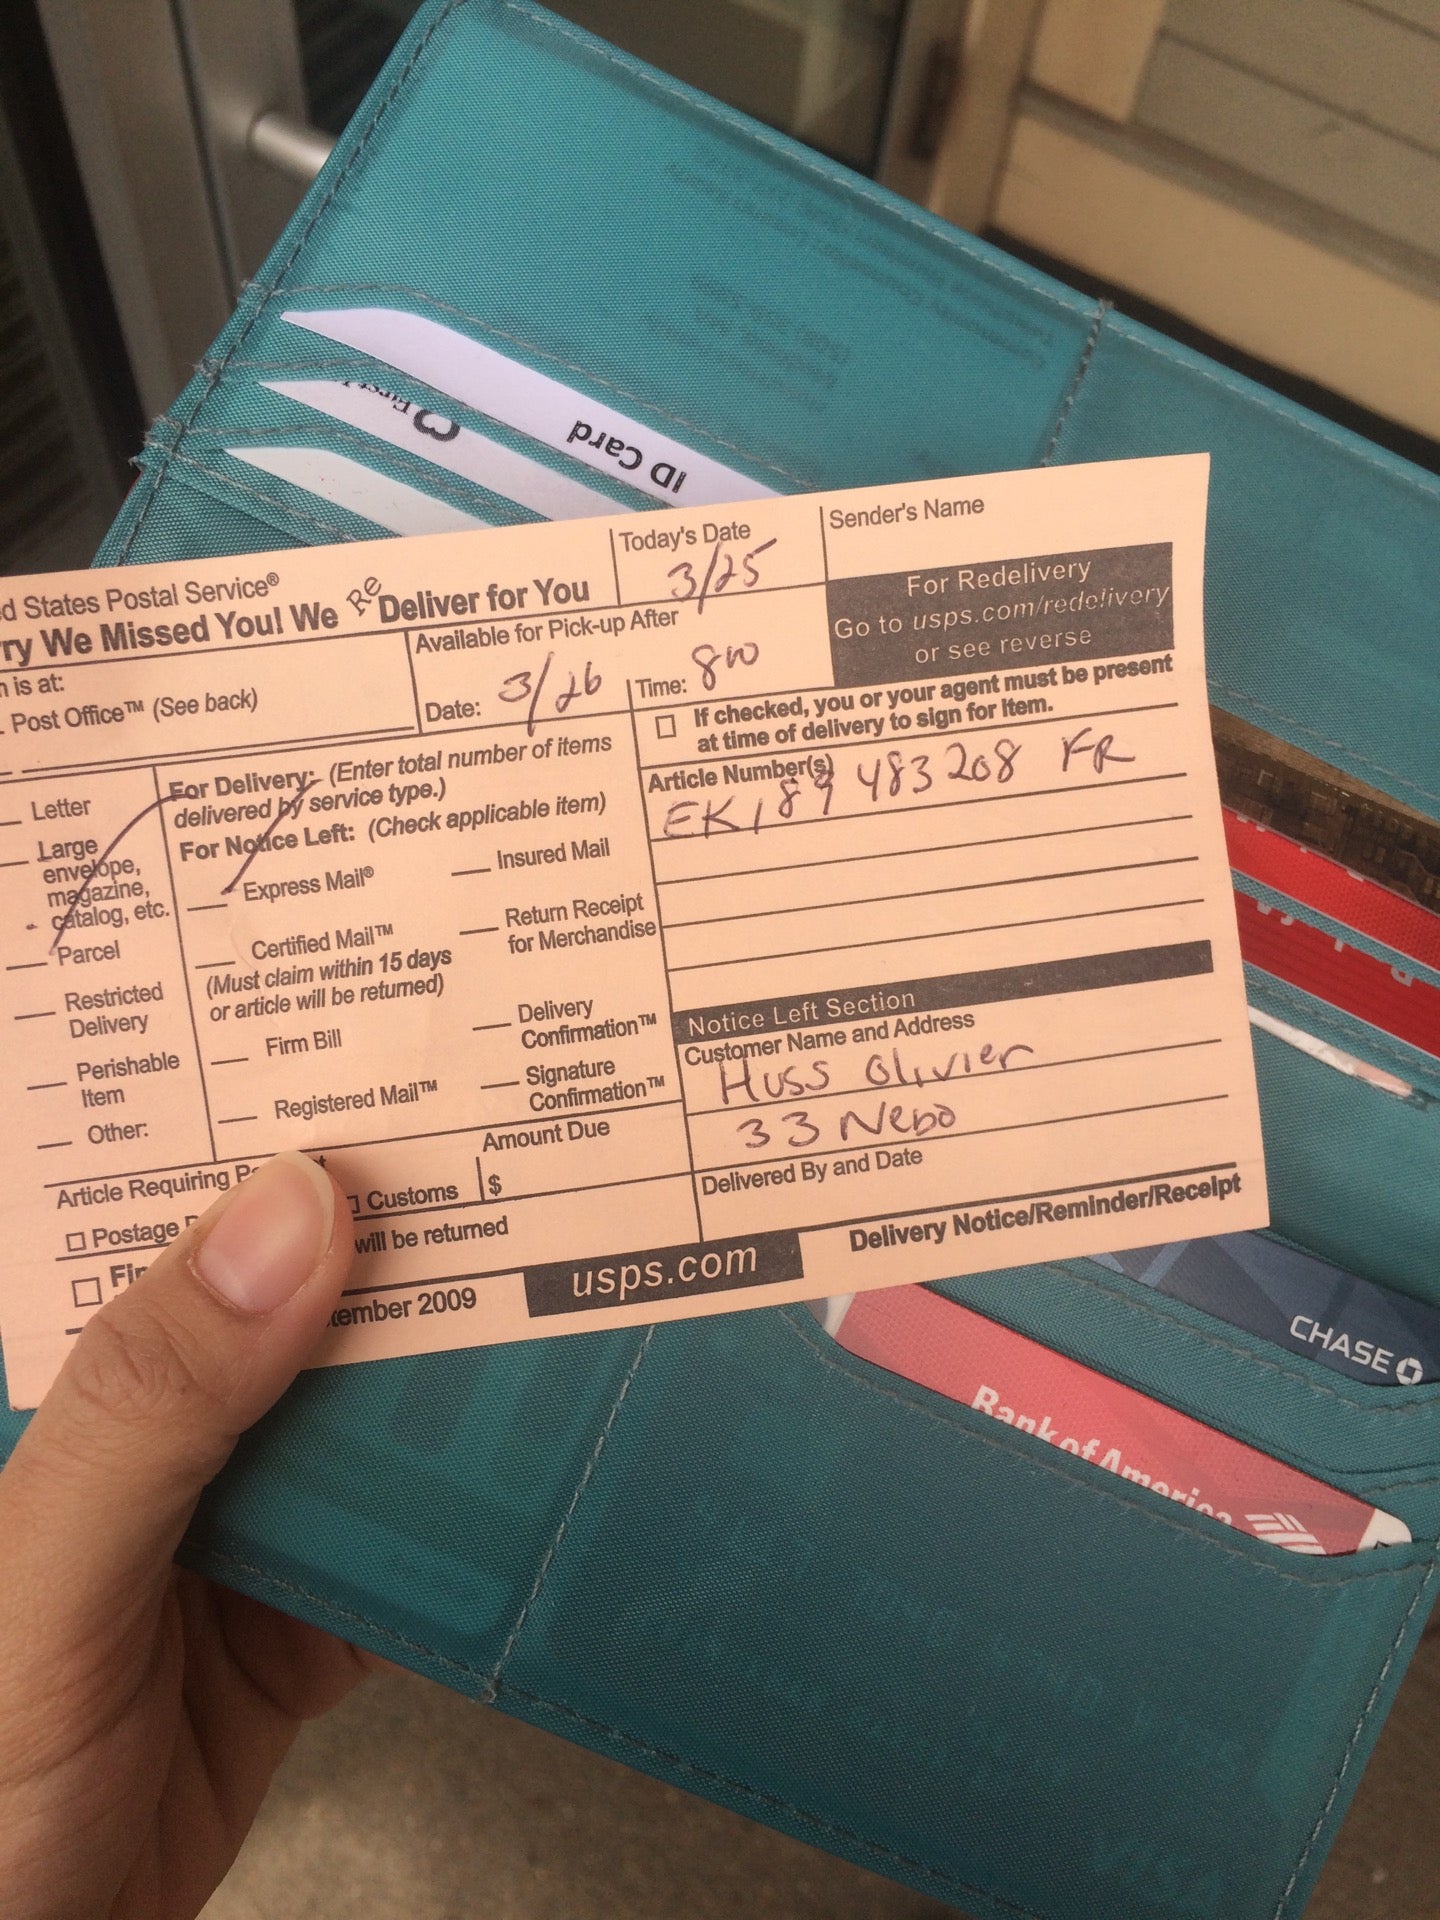 ID Card
d States Postal Service®
rry We Missed You! We Re Deliver for You
Today's Date
3/25
Sender's Name
n is at:
Post Office™ (See back)
Available for Pick-up After
Date: 3/26
Time: 800
For Redelivery
Go to usps.com/redelivery
or see reverse
If checked, you or your agent must be present
at time of delivery to sign for item.
Letter
Large
envelope,
magazine,
catalog, etc.
Parcel
Restricted
Delivery
Perishable
Item
Other:
For Delivery: (Enter total number of items
delivered by service type.)
For Notice Left: (Check applicable item)
Express Mail®
Certified Mail™
(Must claim within 15 days
or article will be returned)
Firm Bill
Registered Mail™
Insured Mail
Return Receipt
for Merchandise
Delivery
Confirmation™
Signature
Confirmation™
Article Number(s)
EK189483208 FR
Notice Left Section
Customer Name and Address
Huss Olivier
33 Nebo
Delivered By and Date
Article Requiring P
Amount Due
$
Postage
Customs
will be returned
Fin
tember 2009
usps.com
Delivery Notice/Reminder/Receipt
CHASE
Bank of America